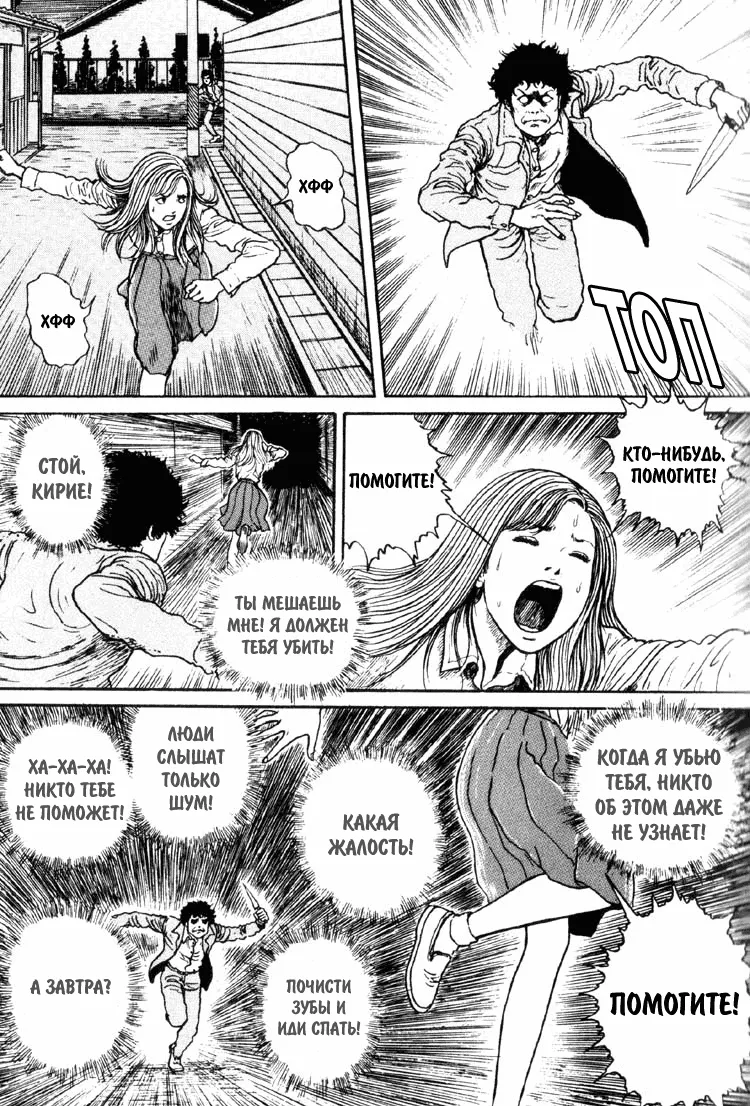 ХФФ
ХФФ
ТОП
СТОЙ,
КИРИЕ!
ТЫ МЕШАЕШЬ
МНЕ! Я ДОЛЖЕН
ТЕБЯ УБИТЬ!
ПОМОГИТЕ!
КТО-НИБУДЬ,
ПОМОГИТЕ!
ХА-ХА-ХА!
НИКТО ТЕБЕ
НЕ ПОМОЖЕТ!
ЛЮДИ
СЛЫШАТ
ТОЛЬКО
ШУМ!
КАКАЯ
ЖАЛОСТЬ!
КОГДА Я УБЬЮ
ТЕБЯ, НИКТО
ОБ ЭТОМ ДАЖЕ
НЕ УЗНАЕТ!
А ЗАВТРА?
ПОЧИСТИ
ЗУБЫ И
ИДИ СПАТЬ!
ПОМОГИТЕ!